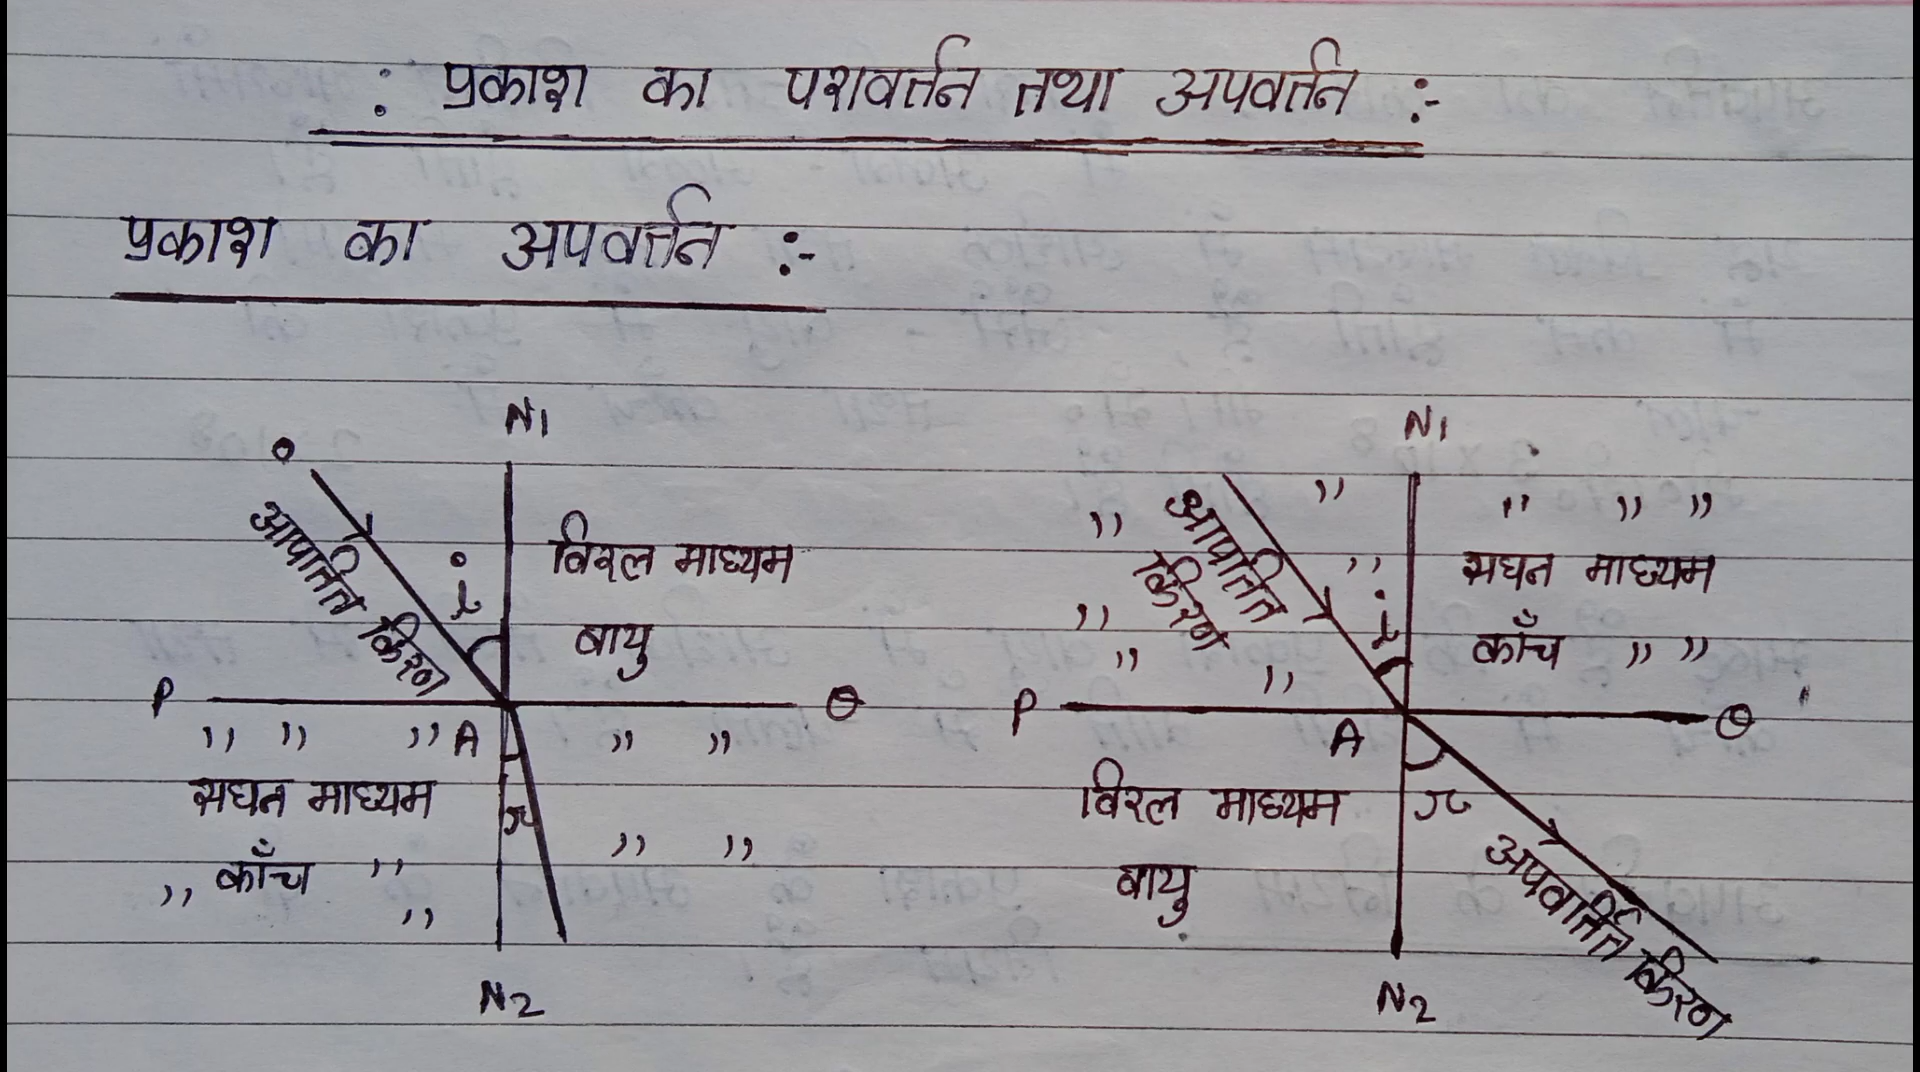 : प्रकाश का परावर्त्तन तथा अपवर्तन :-
प्रकाश का अपवर्त्तन :-
N1
O
आपतित किरण
i
विरल माध्यम
वायु
P
A
Q
सघन माध्यम
काँच
r
N2
N1
आपतित
किरण
i
सघन माध्यम
काँच
P
A
Q
विरल माध्यम
वायु
r
अपवर्तित किरण
N2